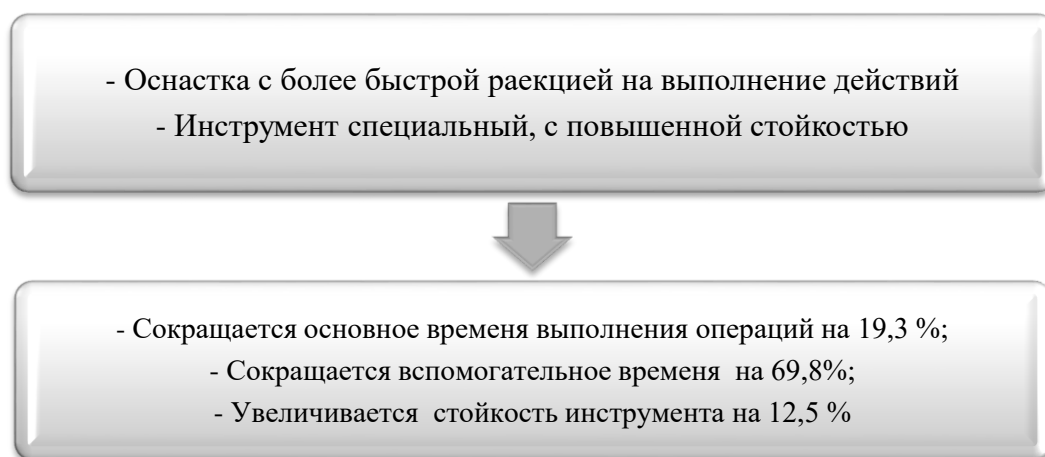 - Оснастка с более быстрой раекцией на выполнение действий
- Инструмент специальный, с повышенной стойкостью
- Сокращается основное временя выполнения операций на 19,3 %;
- Сокращается вспомогательное временя на 69,8%;
- Увеличивается стойкость инструмента на 12,5 %